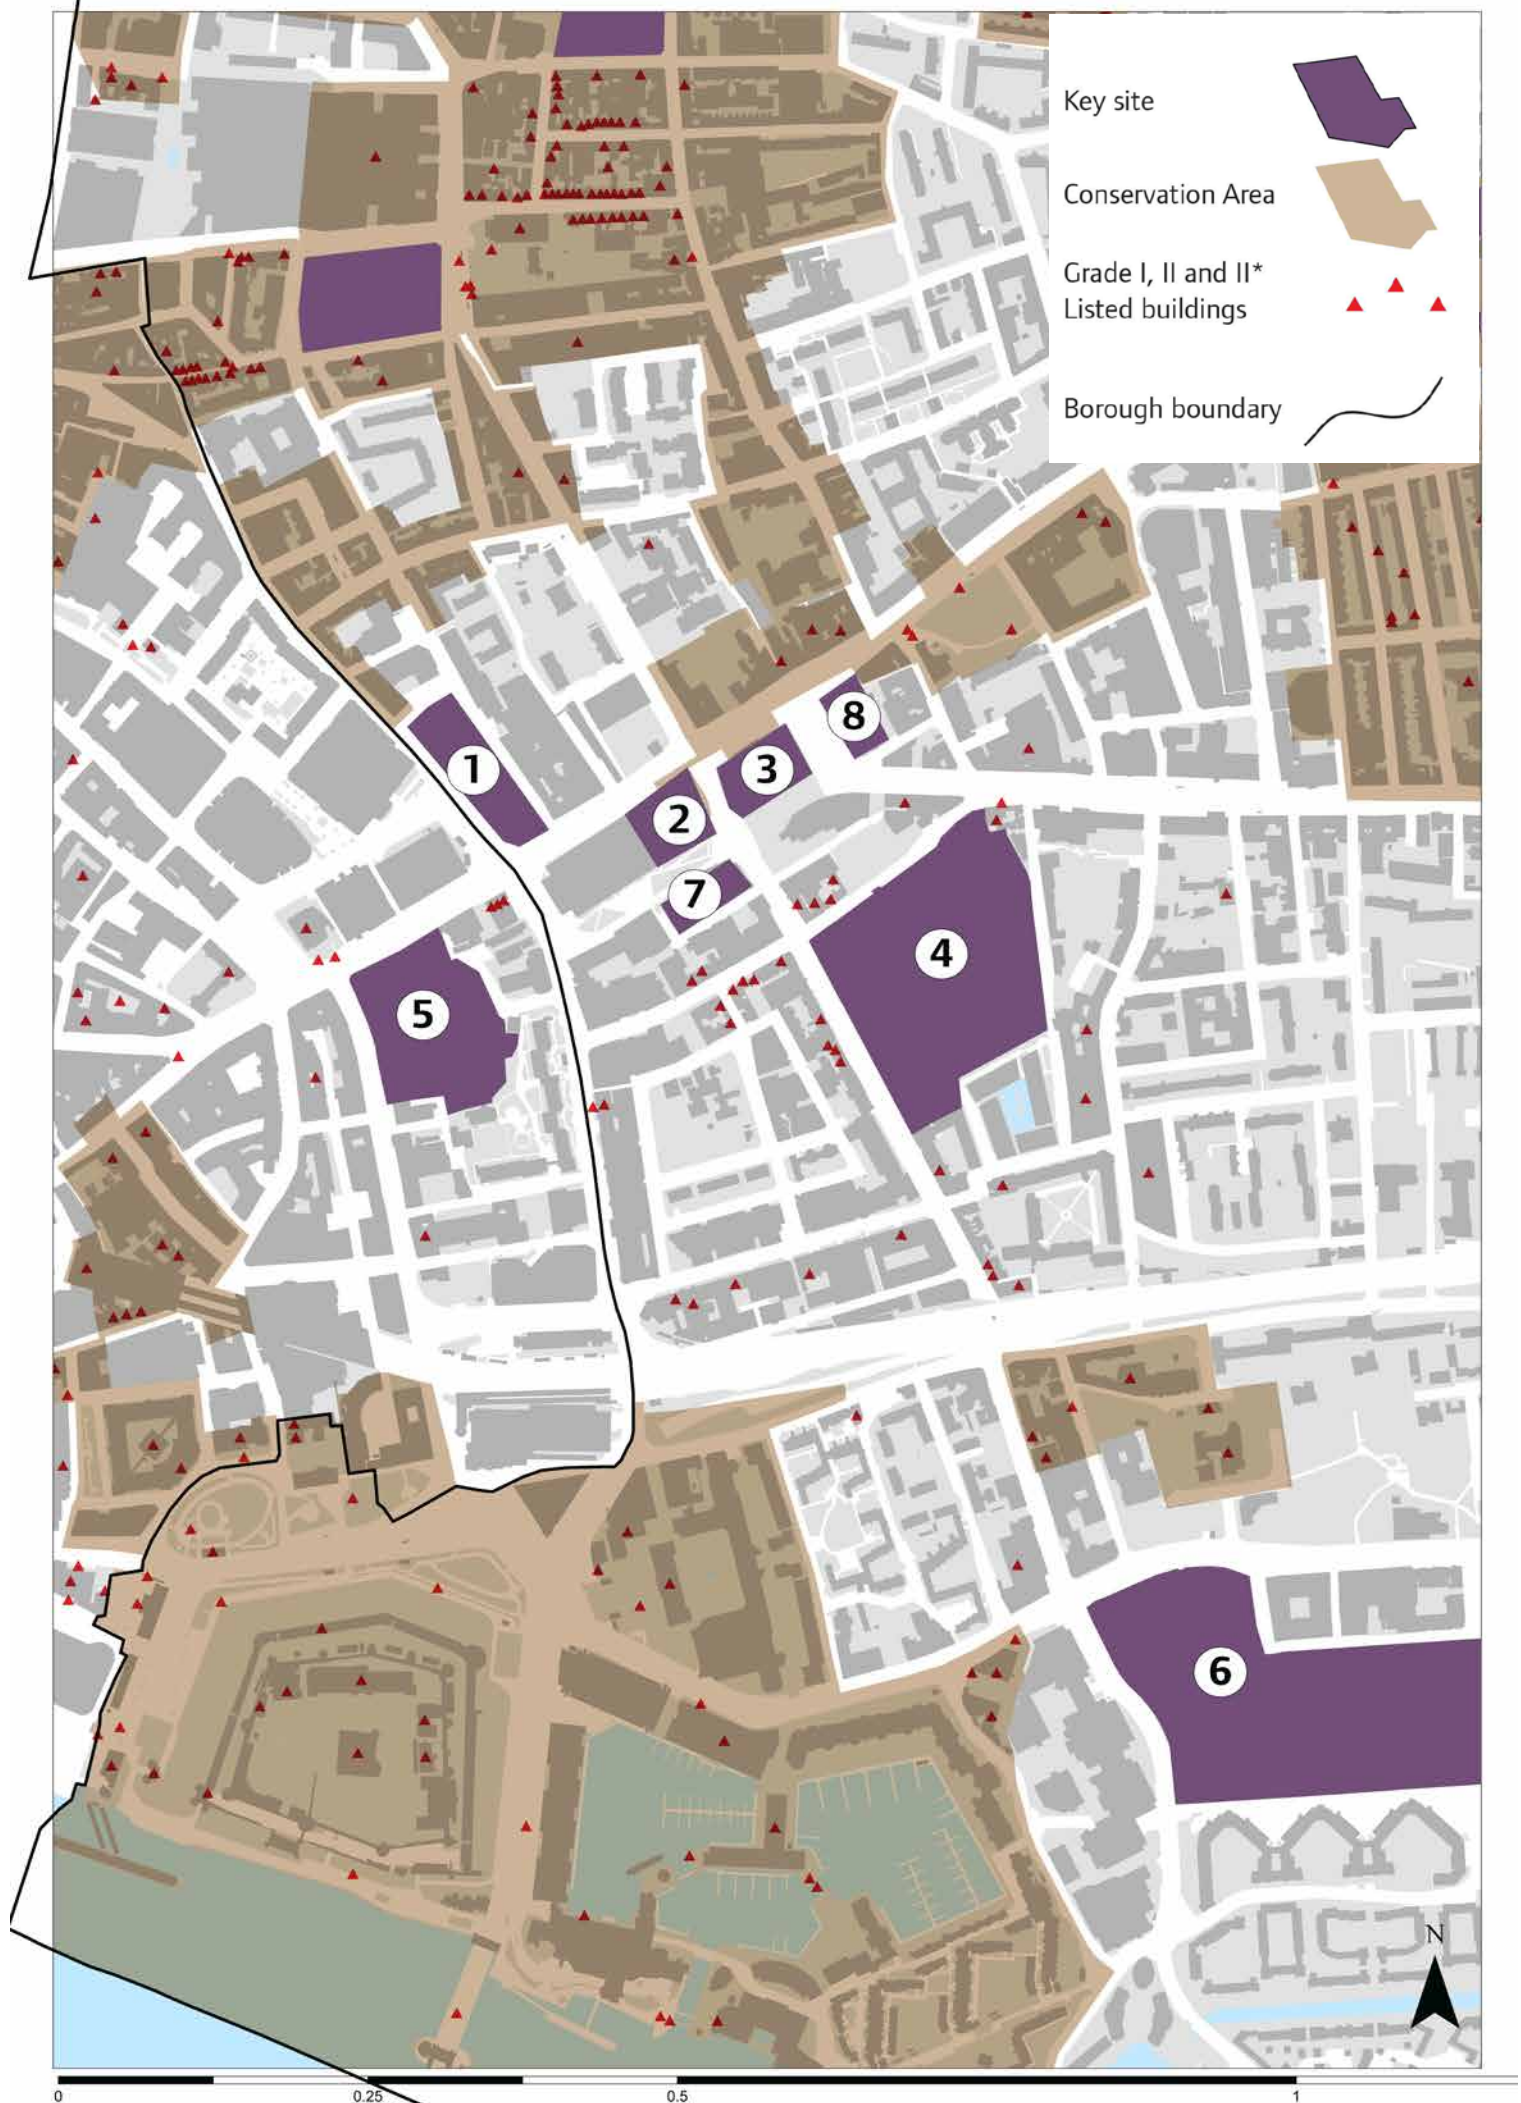 Key site
Conservation Area
Grade I, II and II*
Listed buildings
Borough boundary
8
1
3
2
7
4
5
6
N
0
0.25
0.5
1